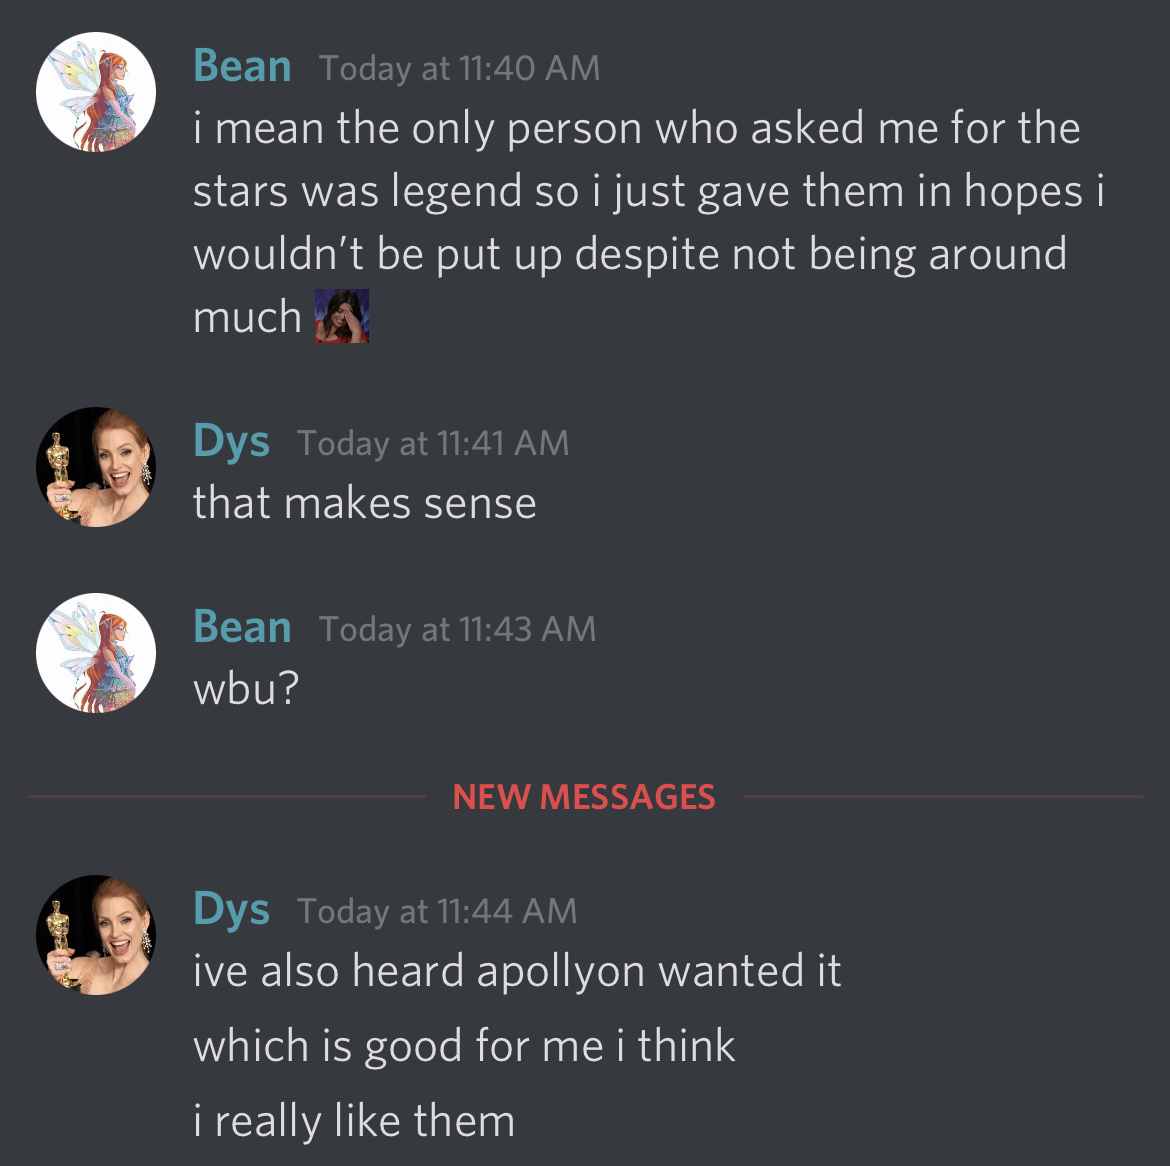 Bean Today at 11:40 AM
i mean the only person who asked me for the
stars was legend so i just gave them in hopes i
wouldn’t be put up despite not being around
much
Dys Today at 11:41 AM
that makes sense
Bean Today at 11:43 AM
wbu?
NEW MESSAGES
Dys Today at 11:44 AM
ive also heard apollyon wanted it
which is good for me i think
i really like them